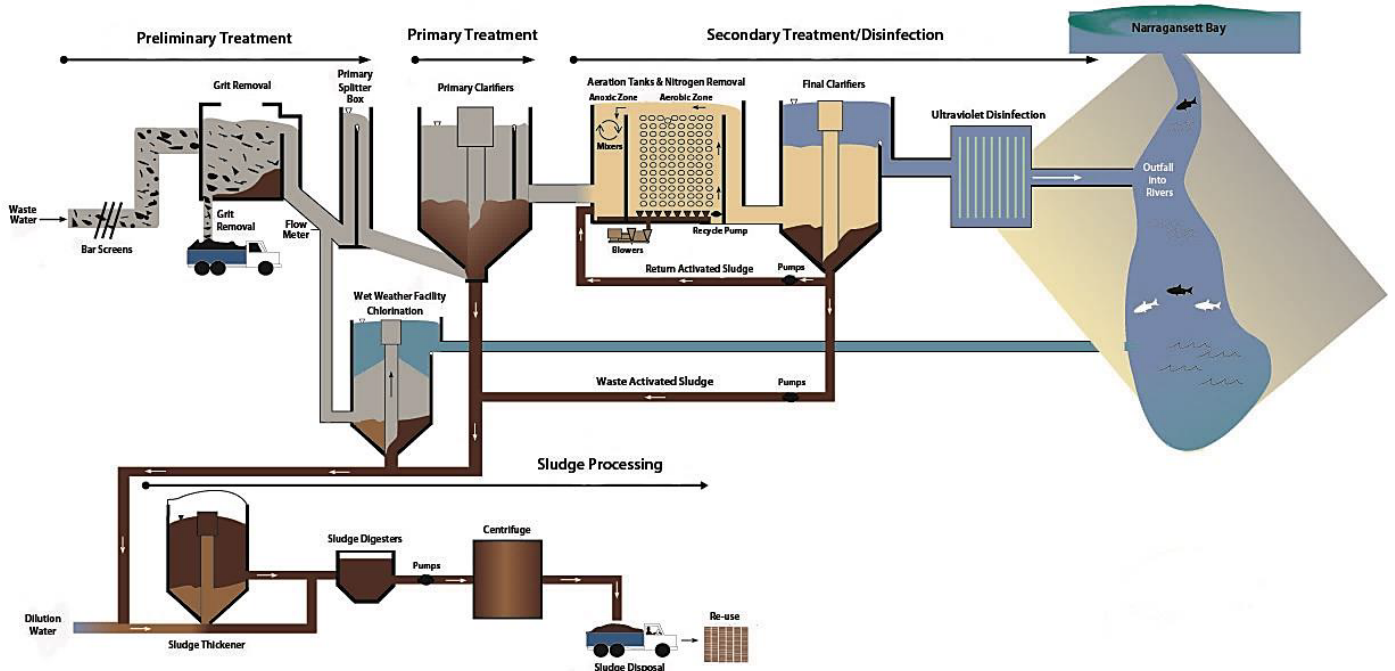 Preliminary Treatment
Primary Treatment
Secondary Treatment/Disinfection
Narragansett Bay
Grit Removal
Primary
Splitter
Box
Primary Clarifiers
Aeration Tanks & Nitrogen Removal
Anoxic Zone
Aerobic Zone
Final Clarifiers
Ultraviolet Disinfection
Mixers
Outfall
Into
Rivers
Waste
Water
Bar Screens
Grit
Removal
Flow
Meter
Blowers
Recycle Pump
Return Activated Sludge
Pumps
Wet Weather Facility
Chlorination
Waste Activated Sludge
Pumps
Sludge Processing
Sludge Digesters
Pumps
Centrifuge
Dilution
Water
Sludge Thickener
Re-use
Sludge Disposal